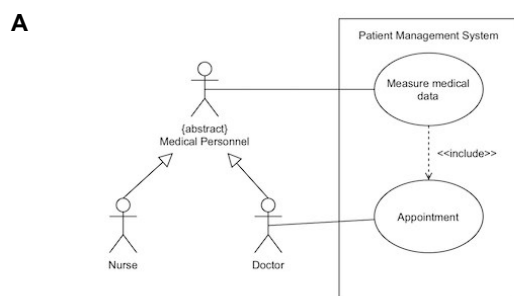 A
Patient Management System
Measure medical
data
{abstract}
Medical Personnel
<<include>>
Appointment
Nurse
Doctor